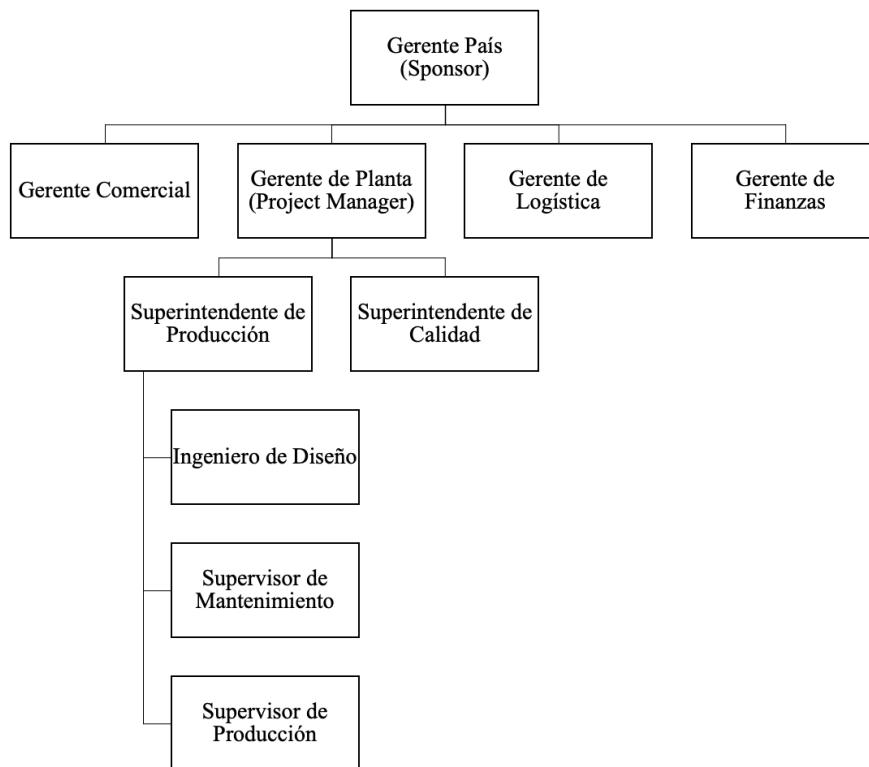 Gerente País
(Sponsor)
Gerente Comercial
Gerente de Planta
(Project Manager)
Gerente de
Logística
Gerente de
Finanzas
Superintendente de
Producción
Superintendente de
Calidad
Ingeniero de Diseño
Supervisor de
Mantenimiento
Supervisor de
Producción